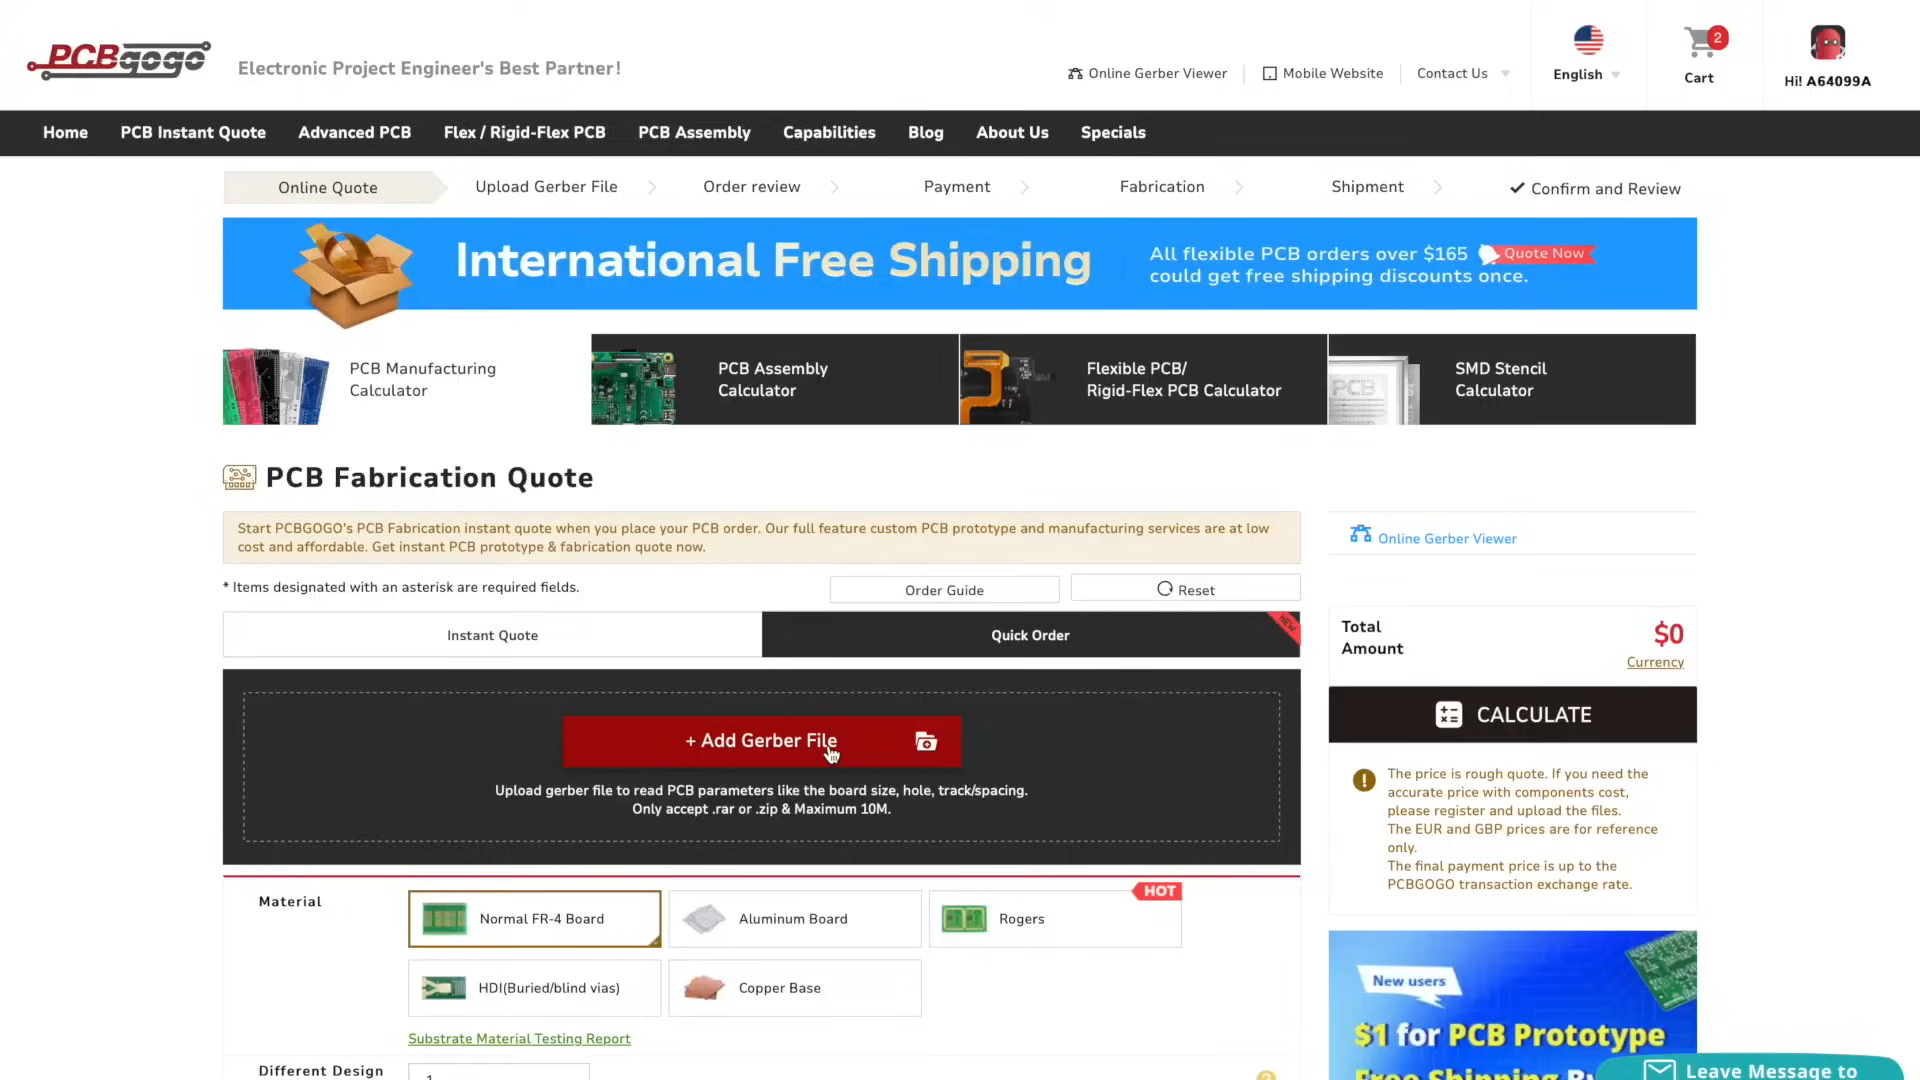 PCBgogo
Electronic Project Engineer's Best Partner!
Online Gerber Viewer
Mobile Website
Contact Us
English
2
Cart
Hi! A64099A
Home
PCB Instant Quote
Advanced PCB
Flex / Rigid-Flex PCB
PCB Assembly
Capabilities
Blog
About Us
Specials
Online Quote
Upload Gerber File
Order review
Payment
Fabrication
Shipment
Confirm and Review
International Free Shipping
All flexible PCB orders over $165
Quote Now
could get free shipping discounts once.
PCB Manufacturing
Calculator
PCB Assembly
Calculator
Flexible PCB/
Rigid-Flex PCB Calculator
PCB
SMD Stencil
Calculator
PCB Fabrication Quote
Start PCBGOGO's PCB Fabrication instant quote when you place your PCB order. Our full feature custom PCB prototype and manufacturing services are at low
cost and affordable. Get instant PCB prototype & fabrication quote now.
Online Gerber Viewer
* Items designated with an asterisk are required fields.
Order Guide
Reset
Instant Quote
Quick Order
NEW
Total
Amount
$0
Currency
CALCULATE
+ Add Gerber File
Upload gerber file to read PCB parameters like the board size, hole, track/spacing.
Only accept .rar or .zip & Maximum 10M.
The price is rough quote. If you need the
accurate price with components cost,
please register and upload the files.
The EUR and GBP prices are for reference
only.
The final payment price is up to the
PCBGOGO transaction exchange rate.
Material
Normal FR-4 Board
Aluminum Board
Rogers
HOT
HDI(Buried/blind vias)
Copper Base
Substrate Material Testing Report
Different Design
1
New users
$1 for PCB Prototype
Free Shipping By
Leave Message to